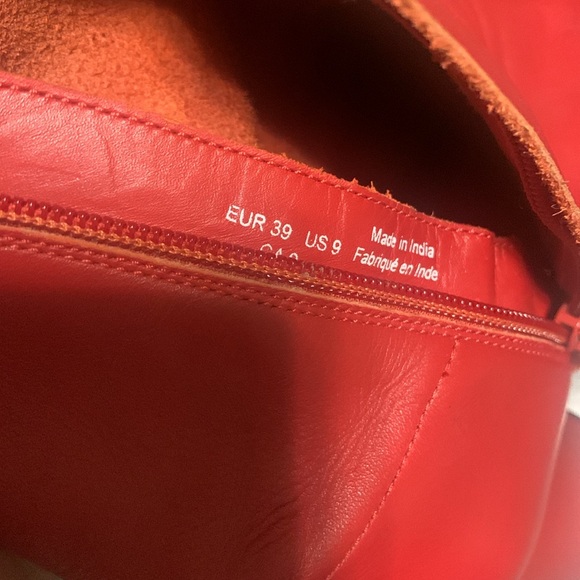 EUR 39 US 9
Made in India
Fabriqué en Inde